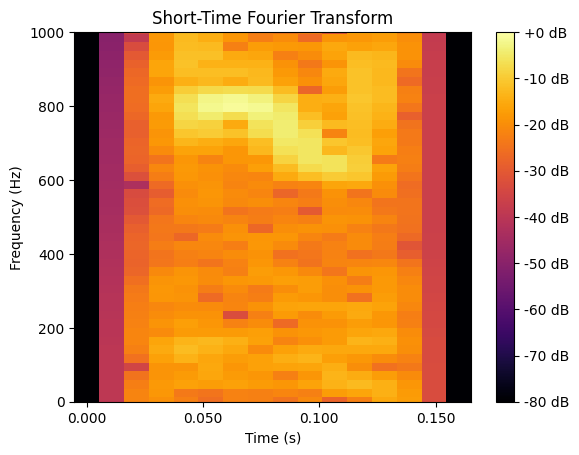 Short-Time Fourier Transform
1000
800
600
400
200
0
Frequency (Hz)
0.000
0.050
0.100
0.150
Time (s)
+0 dB
-10 dB
-20 dB
-30 dB
-40 dB
-50 dB
-60 dB
-70 dB
-80 dB